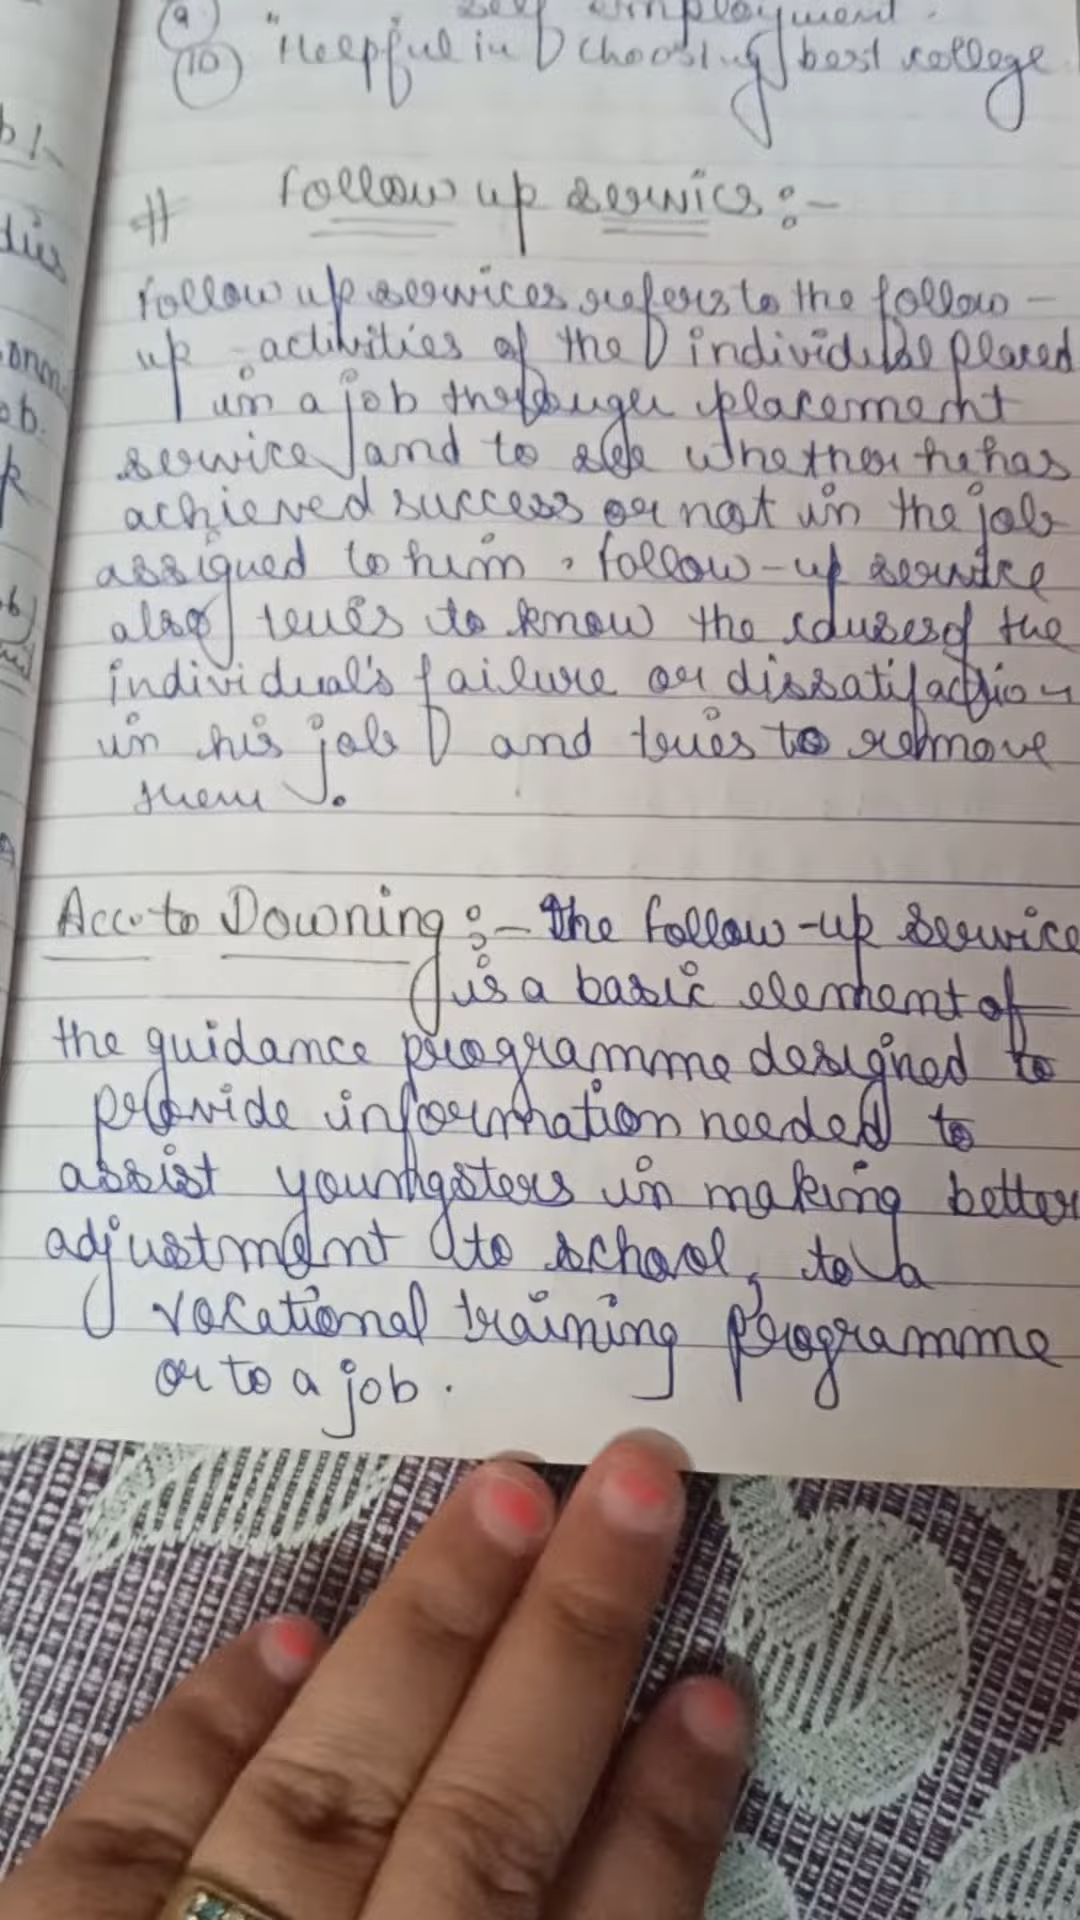 9 self employment.
10 "Helpful in choosing best college
# Follow up service :-
Follow up services refers to the follow -
up activities of the individual placed
in a job through placement
service and to see whether he has
achieved success or not in the job
assigned to him. Follow-up service
also tries to know the causes of the
individual's failure or dissatifaction
in his job and tries to remove
them.
Acc. to Downing :- The Follow-up Service
is a basic element of
the guidance programme designed to
provide information needed to
assist youngsters in making better
adjustment to school, to a
vocational training programme
or to a job.